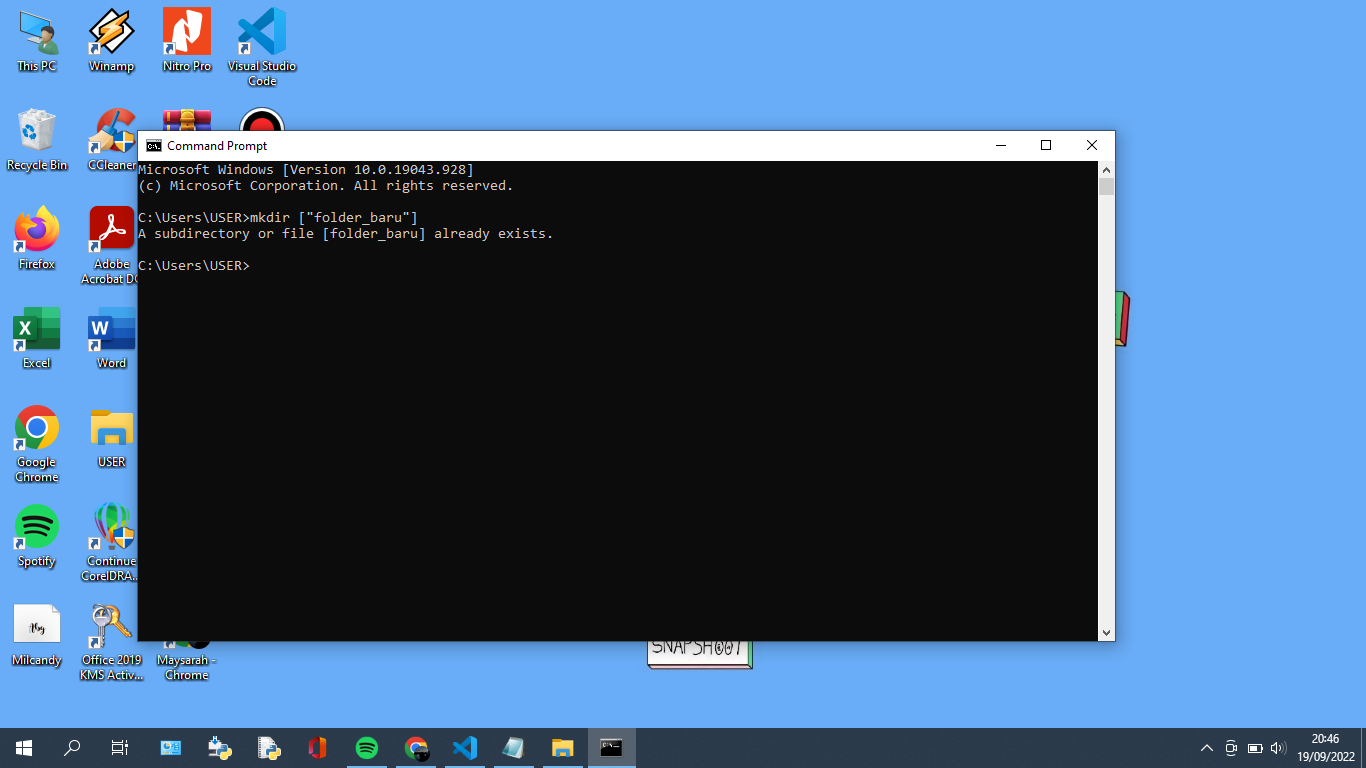 This PC
Winamp
Nitro Pro
Visual Studio
Code
Recycle Bin
CCleaner
Command Prompt
Microsoft Windows [Version 10.0.19043.928]
(c) Microsoft Corporation. All rights reserved.
C:\Users\USER>mkdir ["folder_baru"]
A subdirectory or file [folder_baru] already exists.
C:\Users\USER>
Firefox
Adobe
Acrobat D
Excel
Word
Google
Chrome
USER
Spotify
Continue
CorelDRA...
Abg
Milcandy
Office 2019
KMS Activ...
Maysarah -
Chrome
SNAPSHOOT
20:46
19/09/2022